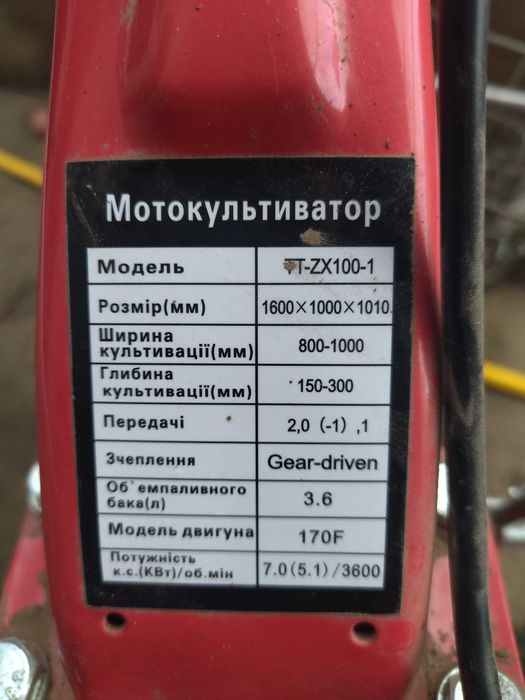 Мотокультиватор
Модель TT-ZX100-1
Розмір(мм) 1600×1000×1010
Ширина
культивації(мм) 800-1000
Глибина
культивації(мм) 150-300
Передачі 2,0 (-1) ,1
Зчеплення Gear-driven
Об`емпаливного
бака(л) 3.6
Модель двигуна 170F
Потужність
к.с.(КВт)/об.мін 7.0(5.1)/3600